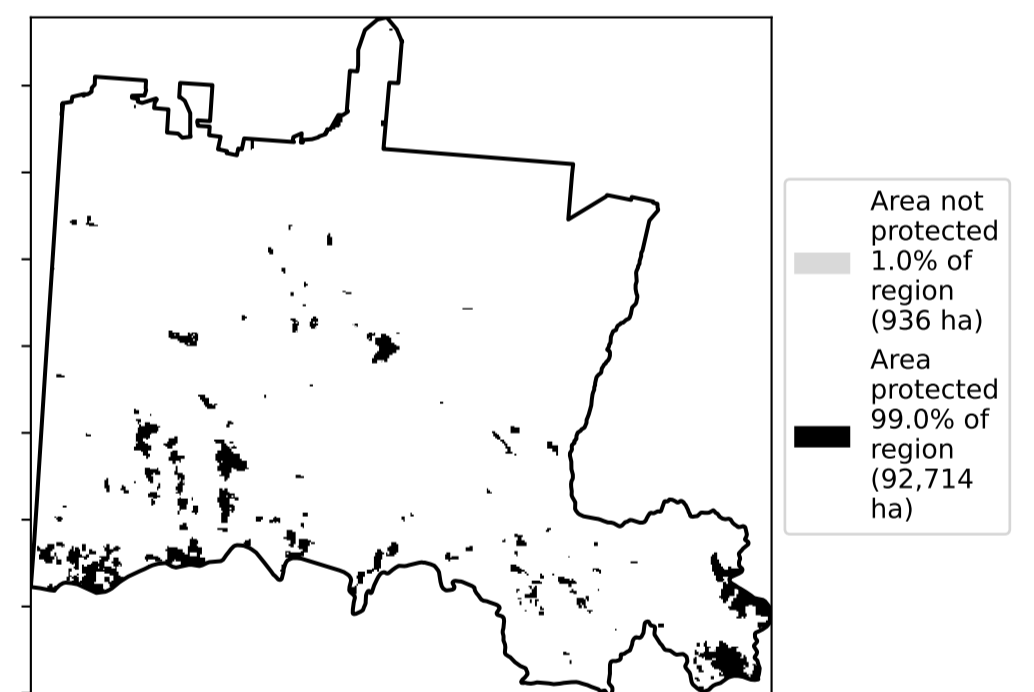 Area not
protected
1.0% of
region
(936 ha)
Area
protected
99.0% of
region
(92,714
ha)